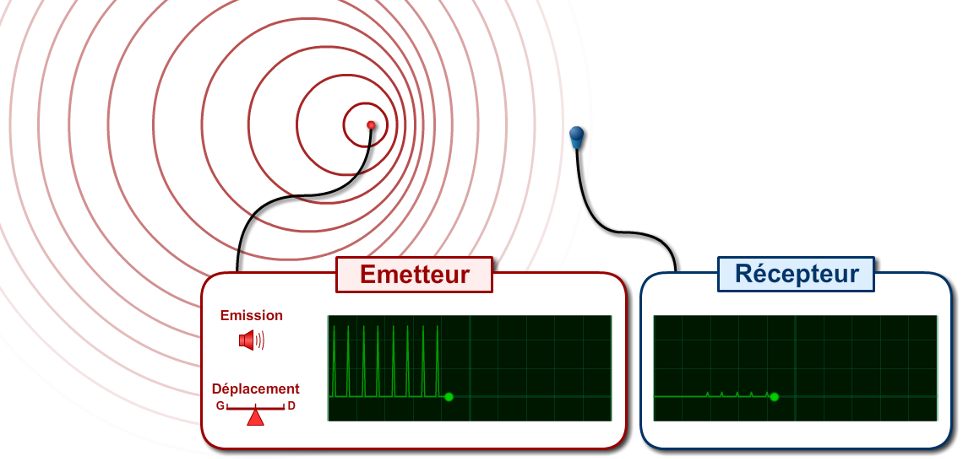 Emetteur
Récepteur
Emission
Déplacement
G D